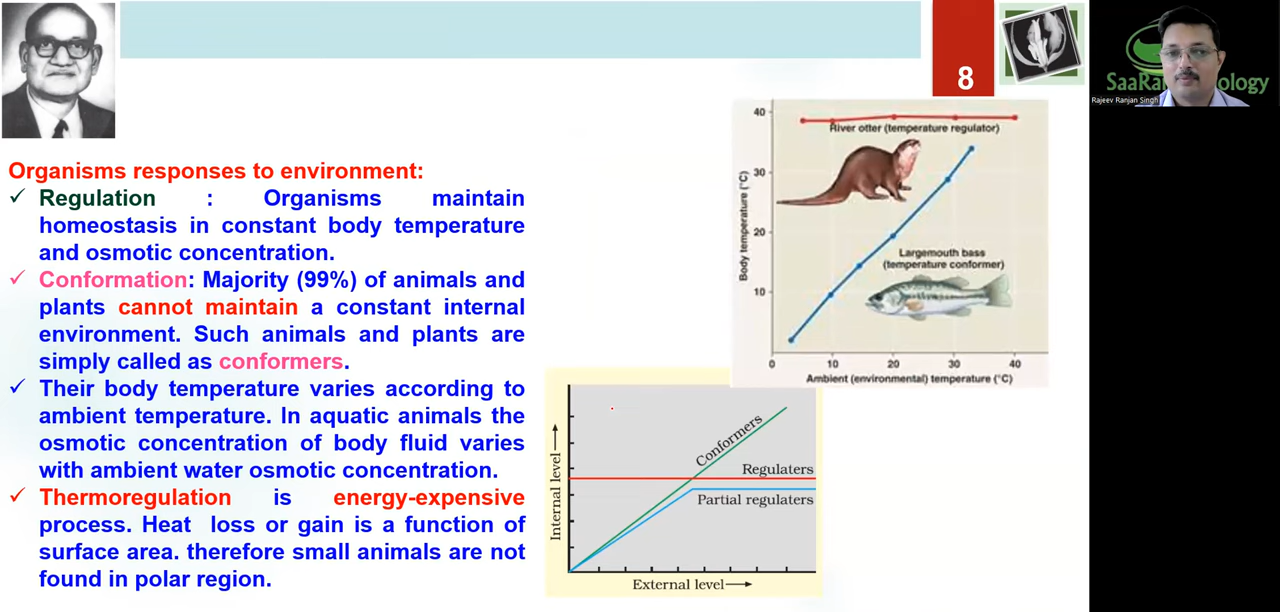 8
SaaRa
ology
Rajeev Ranjan Singh
Organisms responses to environment:
✓ Regulation : Organisms maintain
homeostasis in constant body temperature
and osmotic concentration.
✓ Conformation: Majority (99%) of animals and
plants cannot maintain a constant internal
environment. Such animals and plants are
simply called as conformers.
✓ Their body temperature varies according to
ambient temperature. In aquatic animals the
osmotic concentration of body fluid varies
with ambient water osmotic concentration.
✓ Thermoregulation is energy-expensive
process. Heat loss or gain is a function of
surface area. therefore small animals are not
found in polar region.
40
30
20
10
Body temperature (°C)
River otter (temperature regulator)
Largemouth bass
(temperature conformer)
0 10 20 30 40
Ambient (environmental) temperature (°C)
Internal level
Conformers
Regulaters
Partial regulaters
External level